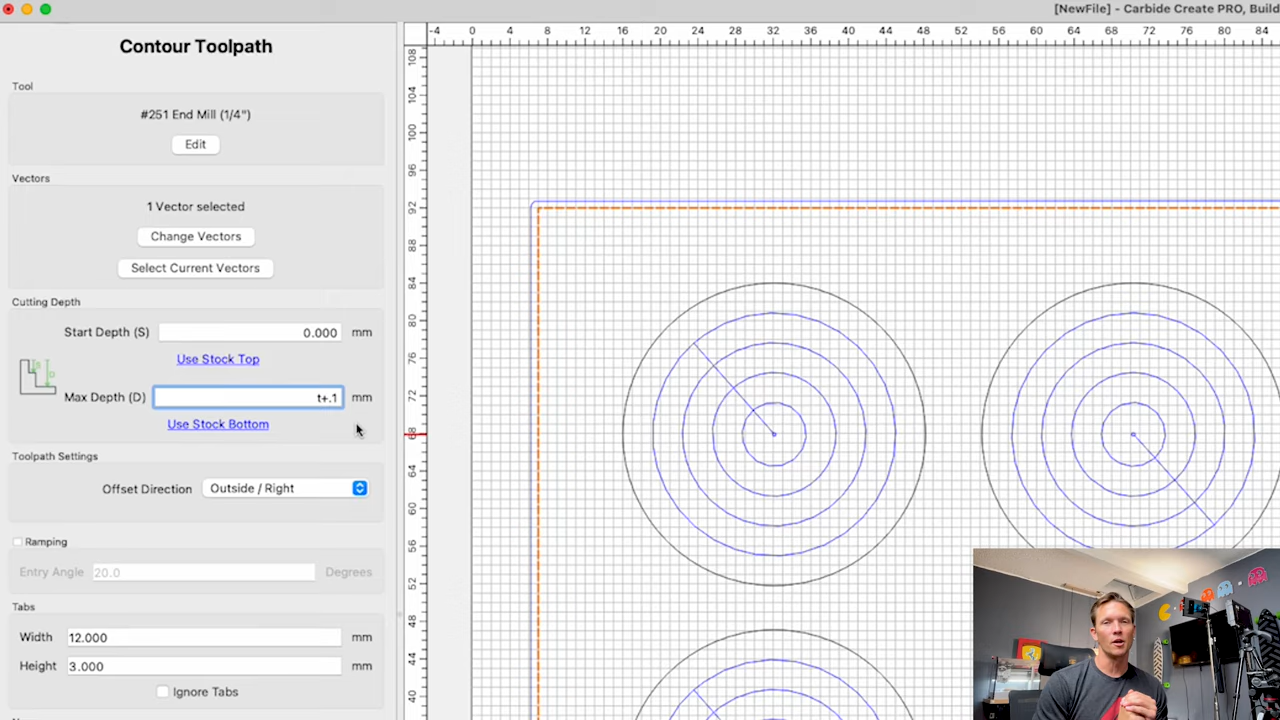 [NewFile] - Carbide Create PRO, Build
Contour Toolpath
Tool
#251 End Mill (1/4")
Edit
Vectors
1 Vector selected
Change Vectors
Select Current Vectors
Cutting Depth
Start Depth (S) 0.000 mm
Use Stock Top
Max Depth (D) t+.1 mm
Use Stock Bottom
Toolpath Settings
Offset Direction Outside / Right
Ramping
Entry Angle 20.0 Degrees
Tabs
Width 12.000 mm
Height 3.000 mm
Ignore Tabs
-4 0 4 8 12 16 20 24 28 32 36 40 44 48 52 56 60 64 68 72 76 80 84
108
104
100
96
92
88
84
80
76
72
68
64
60
56
52
48
44
40